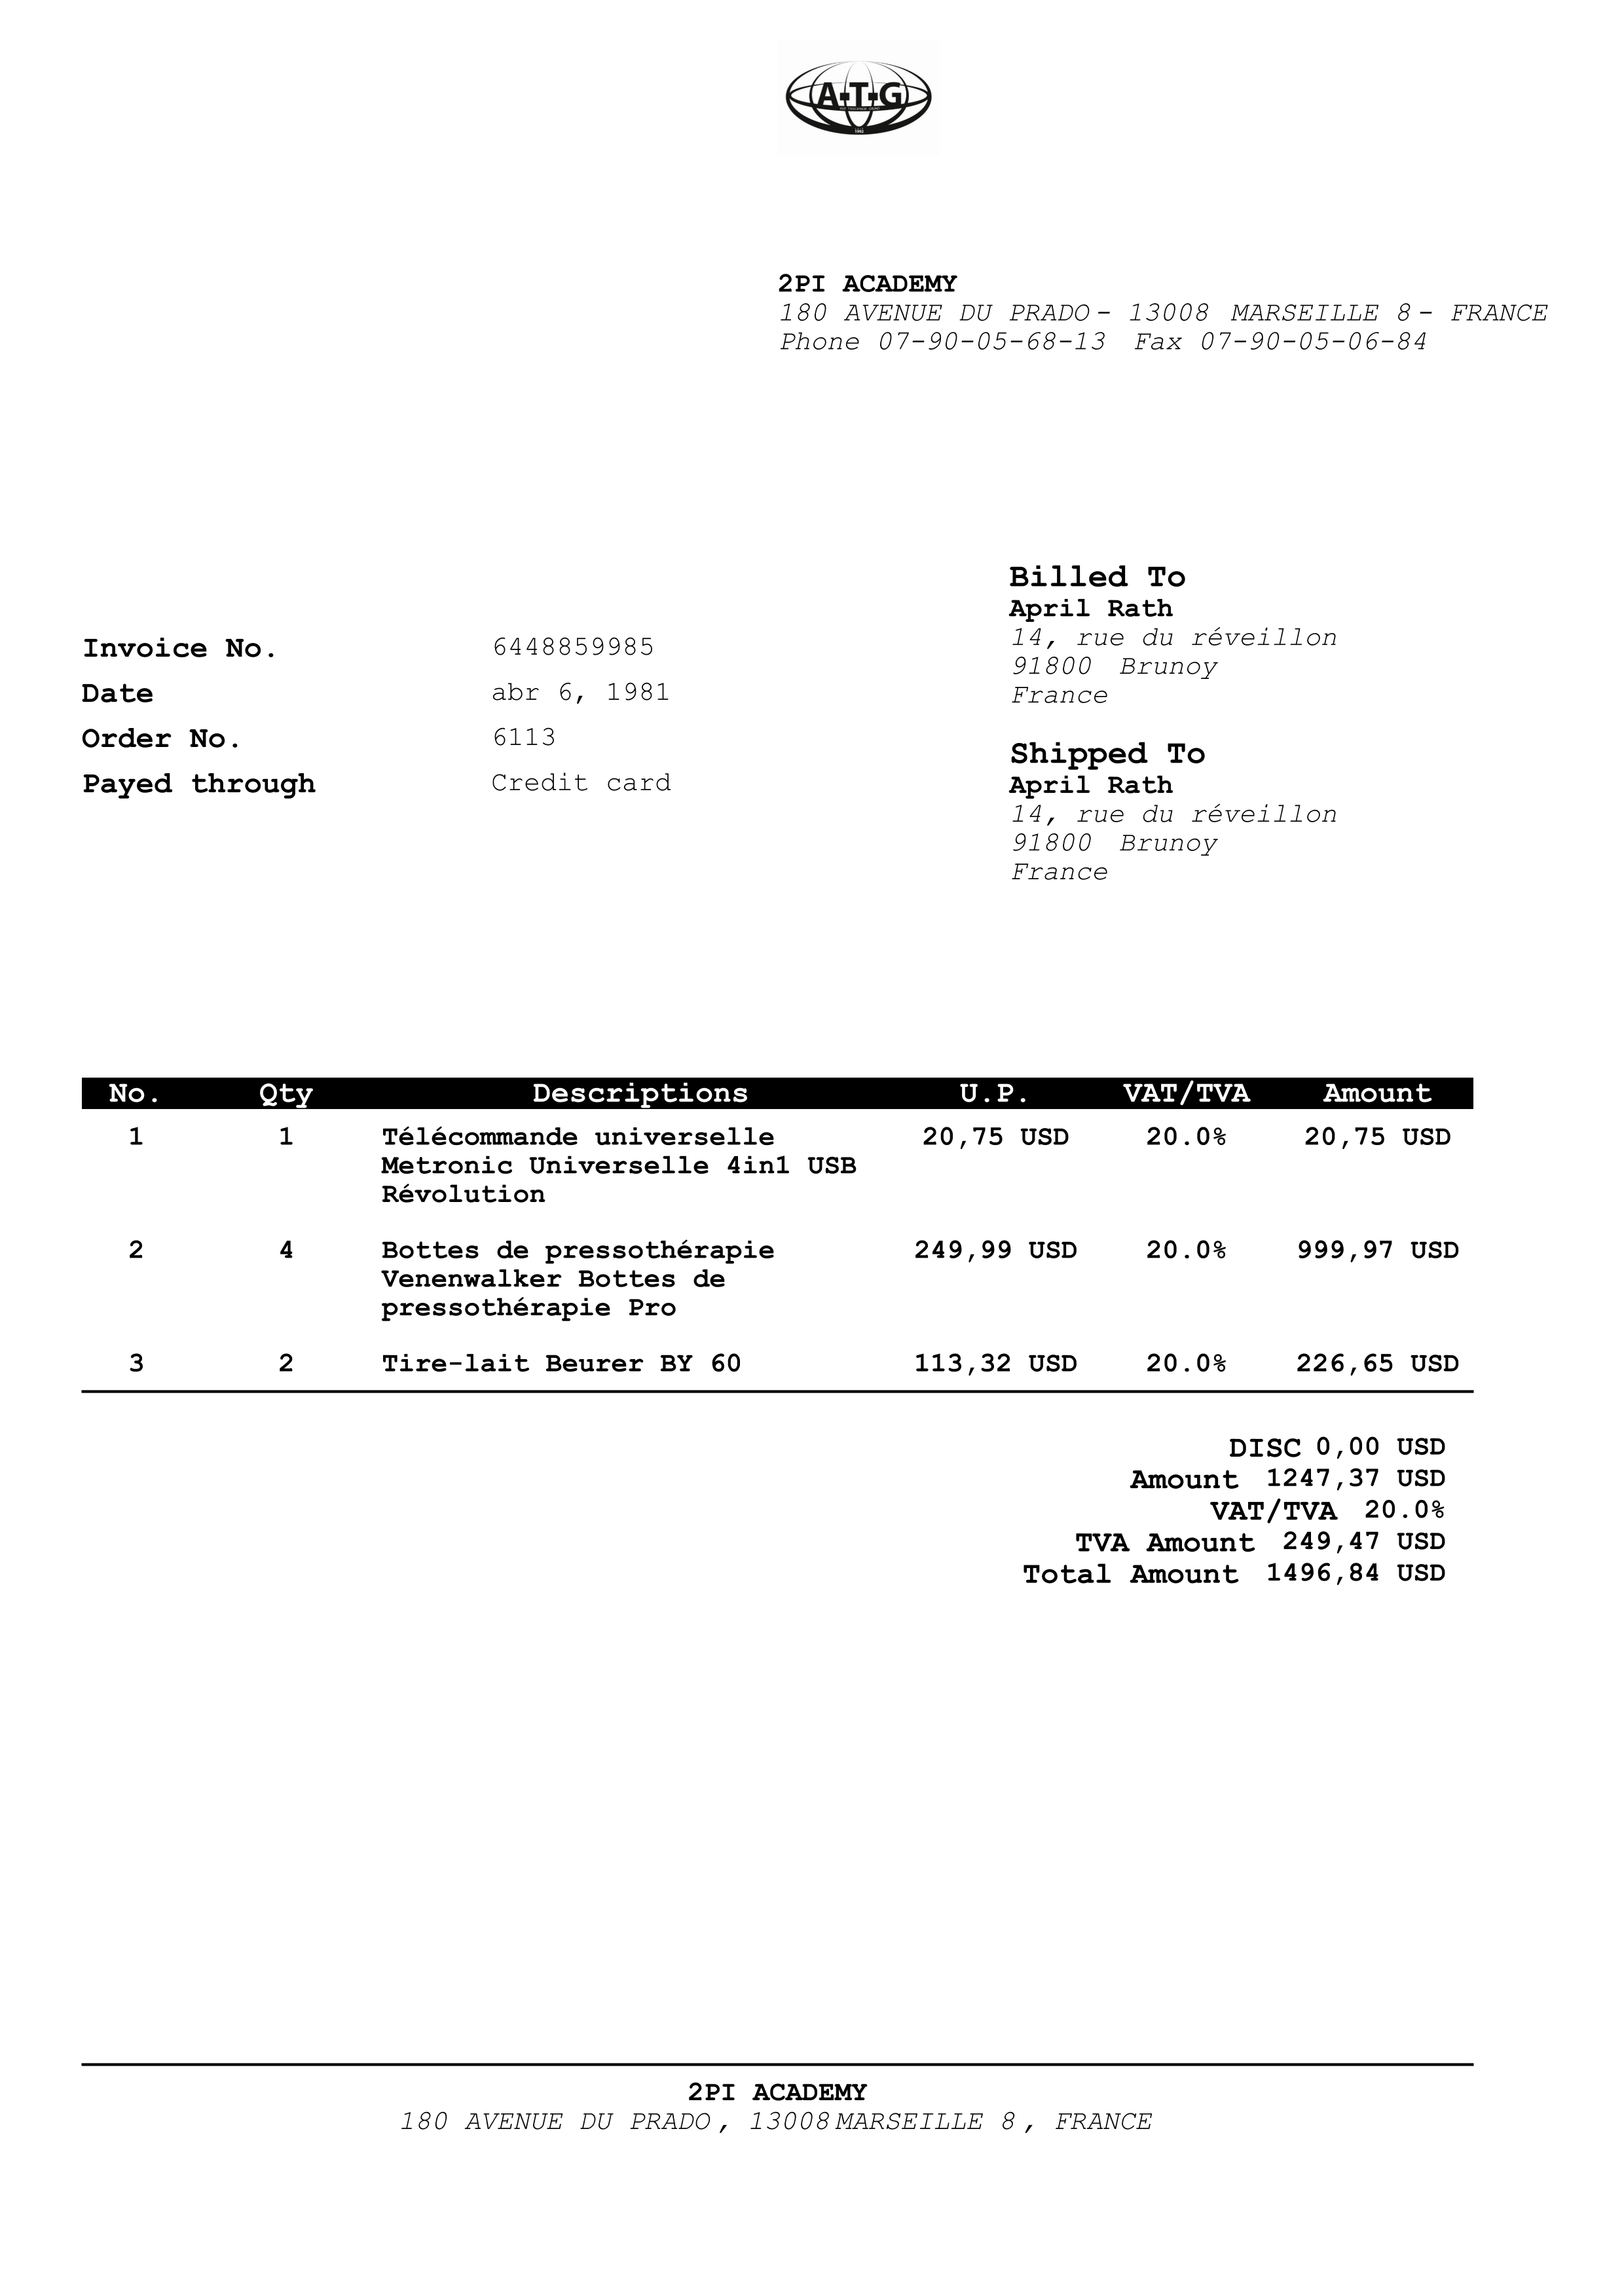 A-T-G
2PI ACADEMY
180 AVENUE DU PRADO - 13008 MARSEILLE 8 - FRANCE
Phone 07-90-05-68-13 Fax 07-90-05-06-84
Billed To
April Rath
14, rue du réveillon
91800 Brunoy
France
Invoice No. 6448859985
Date abr 6, 1981
Order No. 6113
Payed through Credit card
Shipped To
April Rath
14, rue du réveillon
91800 Brunoy
France
No. Qty Descriptions U.P. VAT/TVA Amount
1 1 Télécommande universelle 20,75 USD 20.0% 20,75 USD
Metronic Universelle 4in1 USB
Révolution
2 4 Bottes de pressothérapie 249,99 USD 20.0% 999,97 USD
Venenwalker Bottes de
pressothérapie Pro
3 2 Tire-lait Beurer BY 60 113,32 USD 20.0% 226,65 USD
DISC 0,00 USD
Amount 1247,37 USD
VAT/TVA 20.0%
TVA Amount 249,47 USD
Total Amount 1496,84 USD
2PI ACADEMY
180 AVENUE DU PRADO , 13008 MARSEILLE 8 , FRANCE